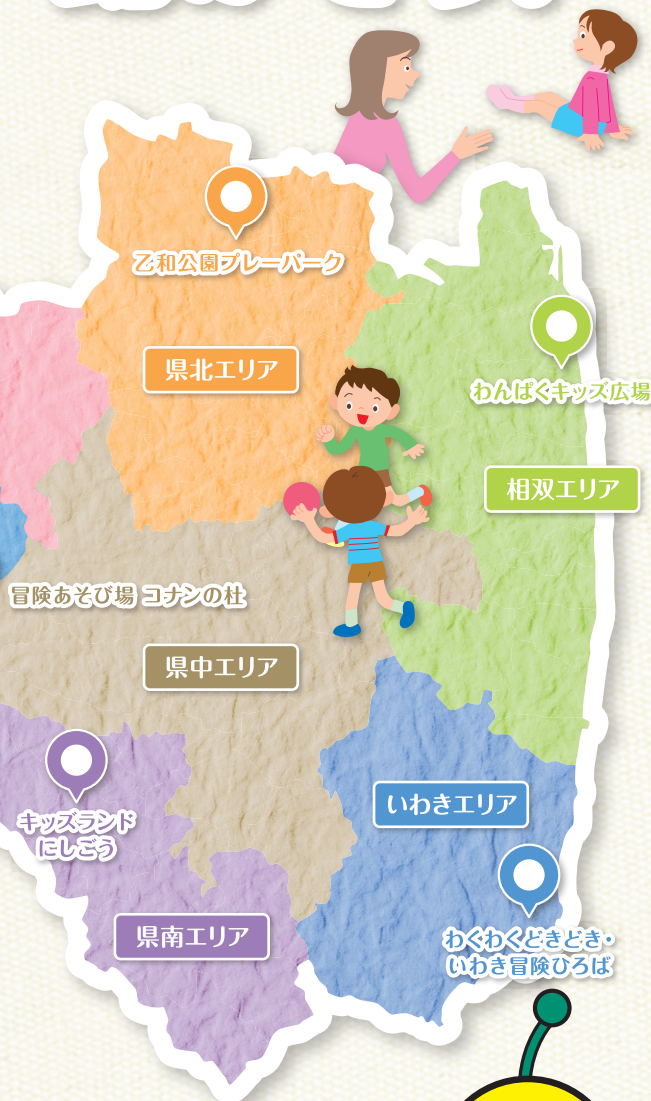 乙和公園プレーパーク
県北エリア
わんぱくキッズ広場
相双エリア
冒険あそび場 コナンの杜
県中エリア
キッズランド
にしごう
いわきエリア
県南エリア
わくわくどきどき・
いわき冒険ひろば